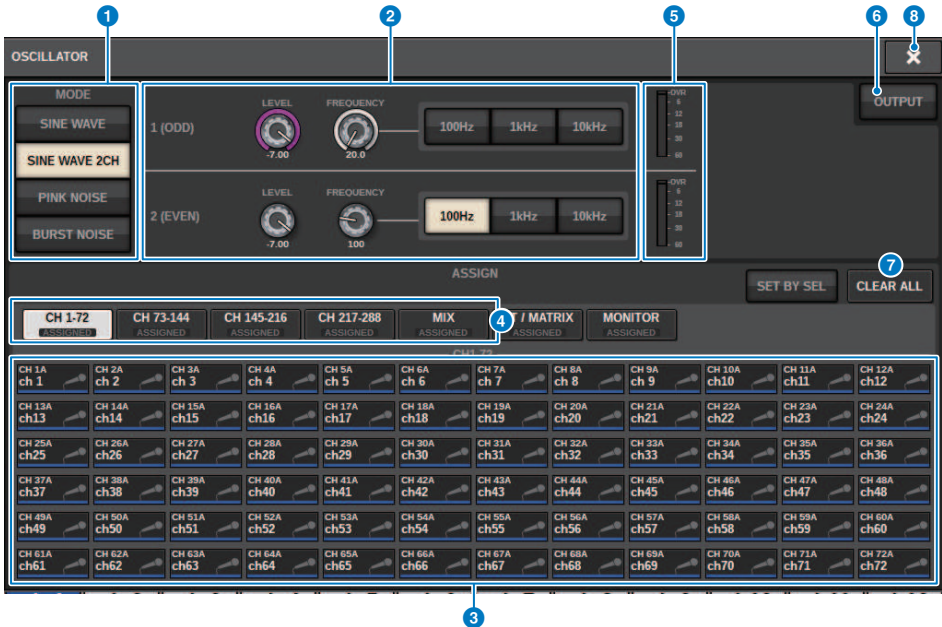 1 2 5 6 8
OSCILLATOR
MODE
SINE WAVE
SINE WAVE 2CH
PINK NOISE
BURST NOISE
1 (ODD)
LEVEL
-7.00
FREQUENCY
20.0
100Hz 1kHz 10kHz
2 (EVEN)
LEVEL
-7.00
FREQUENCY
100
100Hz 1kHz 10kHz
OVR
6
12
18
30
60
OVR
6
12
18
30
60
OUTPUT
ASSIGN
7
SET BY SEL CLEAR ALL
CH 1-72 CH 73-144 CH 145-216 CH 217-288 MIX 4 T / MATRIX MONITOR
ASSIGNED ASSIGNED ASSIGNED ASSIGNED ASSIGNED ASSIGNED ASSIGNED
CH1-72
CH 1A CH 2A CH 3A CH 4A CH 5A CH 6A CH 7A CH 8A CH 9A CH 10A CH 11A CH 12A
ch 1 ch 2 ch 3 ch 4 ch 5 ch 6 ch 7 ch 8 ch 9 ch10 ch11 ch12
CH 13A CH 14A CH 15A CH 16A CH 17A CH 18A CH 19A CH 20A CH 21A CH 22A CH 23A CH 24A
ch13 ch14 ch15 ch16 ch17 ch18 ch19 ch20 ch21 ch22 ch23 ch24
CH 25A CH 26A CH 27A CH 28A CH 29A CH 30A CH 31A CH 32A CH 33A CH 34A CH 35A CH 36A
ch25 ch26 ch27 ch28 ch29 ch30 ch31 ch32 ch33 ch34 ch35 ch36
CH 37A CH 38A CH 39A CH 40A CH 41A CH 42A CH 43A CH 44A CH 45A CH 46A CH 47A CH 48A
ch37 ch38 ch39 ch40 ch41 ch42 ch43 ch44 ch45 ch46 ch47 ch48
CH 49A CH 50A CH 51A CH 52A CH 53A CH 54A CH 55A CH 56A CH 57A CH 58A CH 59A CH 60A
ch49 ch50 ch51 ch52 ch53 ch54 ch55 ch56 ch57 ch58 ch59 ch60
CH 61A CH 62A CH 63A CH 64A CH 65A CH 66A CH 67A CH 68A CH 69A CH 70A CH 71A CH 72A
ch61 ch62 ch63 ch64 ch65 ch66 ch67 ch68 ch69 ch70 ch71 ch72
3